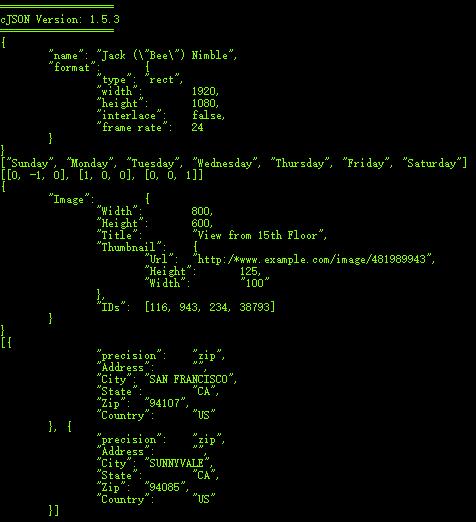 cJSON Version: 1.5.3
{
	"name":	"Jack (\"Bee\") Nimble",
	"format":	{
		"type":	"rect",
		"width":	1920,
		"height":	1080,
		"interlace":	false,
		"frame rate":	24
	}
}
["Sunday", "Monday", "Tuesday", "Wednesday", "Thursday", "Friday", "Saturday"]
[[0, -1, 0], [1, 0, 0], [0, 0, 1]]
{
	"Image":	{
		"Width":	800,
		"Height":	600,
		"Title":	"View from 15th Floor",
		"Thumbnail":	{
			"Url":	"http:/*www.example.com/image/481989943",
			"Height":	125,
			"Width":	"100"
		},
		"IDs":	[116, 943, 234, 38793]
	}
}
[{
		"precision":	"zip",
		"Address":	"",
		"City":	"SAN FRANCISCO",
		"State":	"CA",
		"Zip":	"94107",
		"Country":	"US"
	}, {
		"precision":	"zip",
		"Address":	"",
		"City":	"SUNNYVALE",
		"State":	"CA",
		"Zip":	"94085",
		"Country":	"US"
	}]